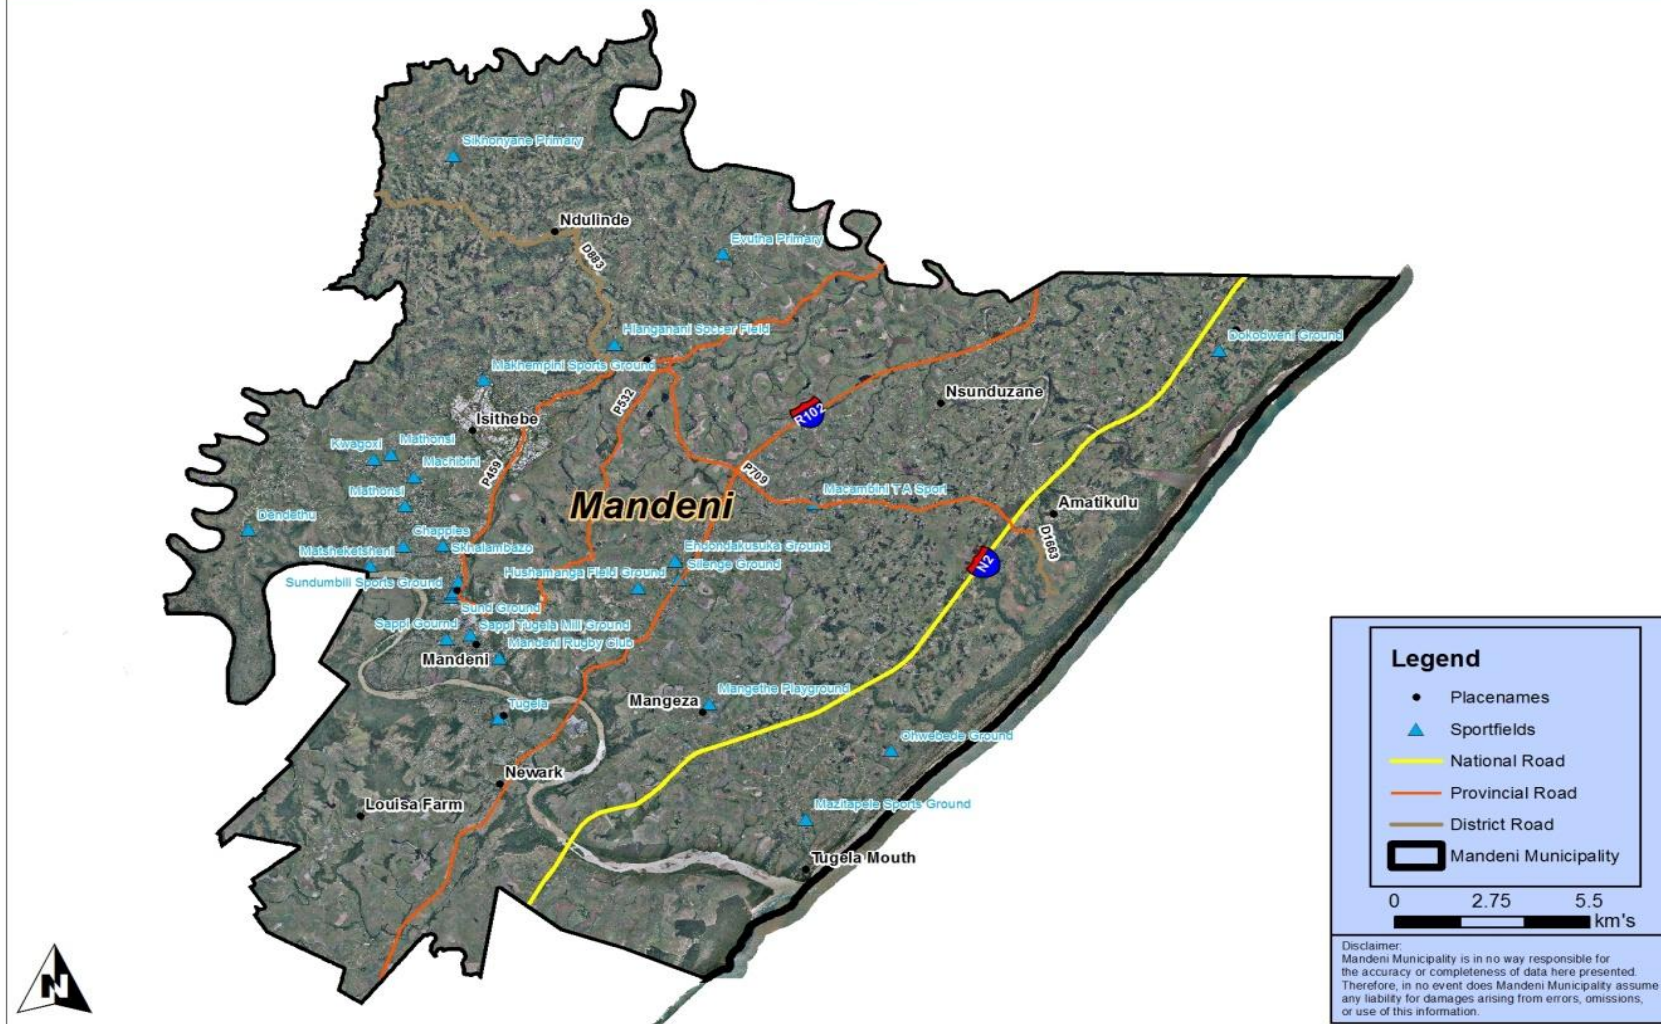 Sikhonyane Primary
Ndulinde
D883
Evutha Primary
Hlanganani Soccer Field
Makhempini Sports Ground
Dokodweni Ground
P532
R102
Nsunduzane
Isithebe
Kwagoxi
Mathonsi
Machibini
P459
P709
Mathonsi
Mandeni
Macambini T A Sport
Amatikulu
Dendethu
Chappies
Skhalambazo
Matsheketsheni
Endondakusuka Ground
Silenge Ground
D1663
N2
Hushamanga Field Ground
Sundumbili Sports Ground
Sund Ground
Sappi Gournd
Sappi Tugela Mill Ground
Mandeni Rugby Club
Mandeni
Mangeza
Mangethe Playground
Tugela
Ohwebede Ground
Newark
Louisa Farm
Mazitapele Sports Ground
Tugela Mouth
N
Legend
Placenames
Sportfields
National Road
Provincial Road
District Road
Mandeni Municipality
0 2.75 5.5
km's
Disclaimer:
Mandeni Municipality is in no way responsible for
the accuracy or completeness of data here presented.
Therefore, in no event does Mandeni Municipality assume
any liability for damages arising from errors, omissions,
or use of this information.